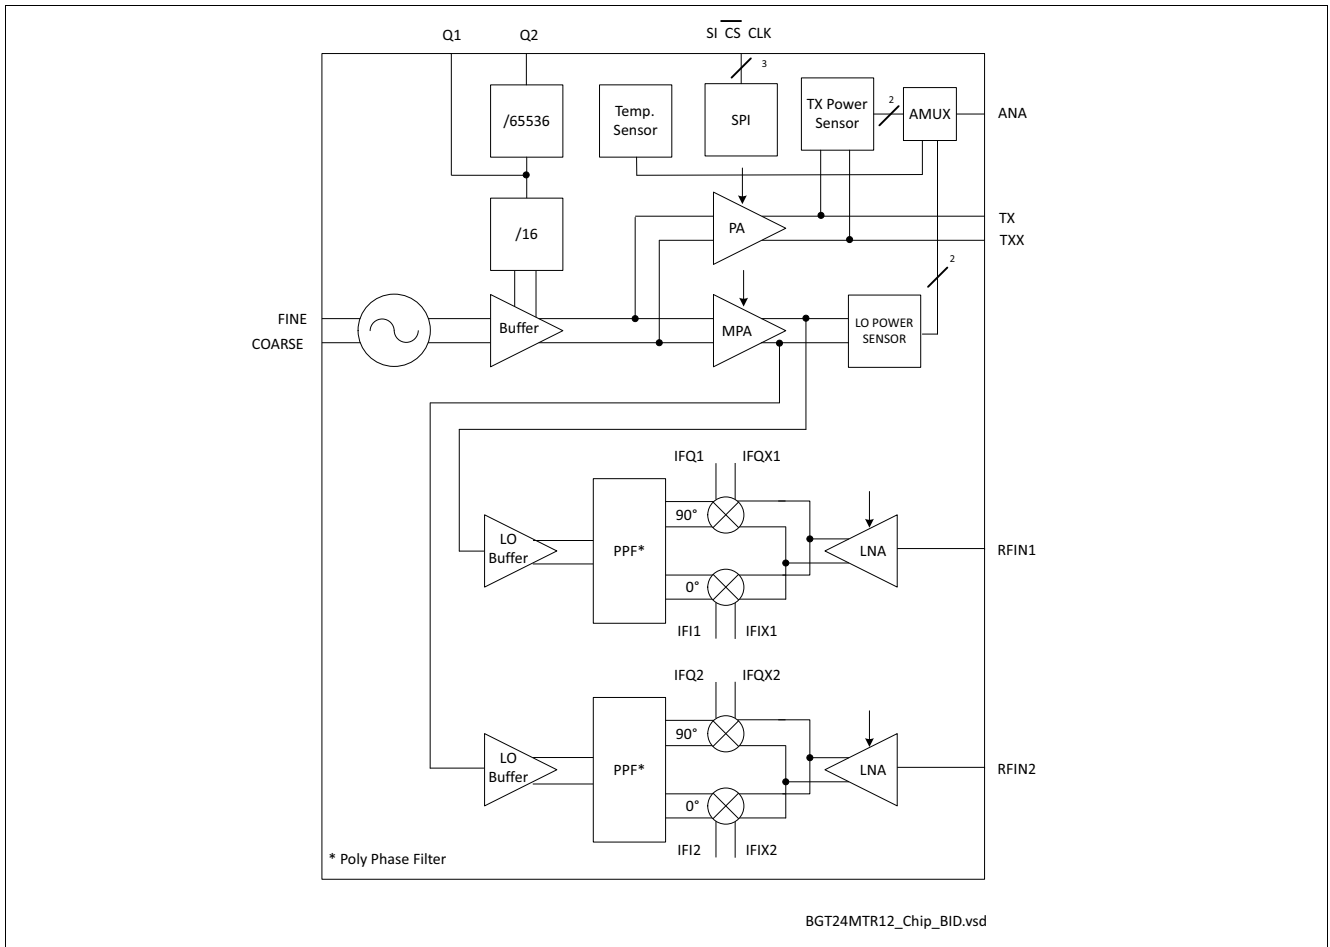 Q1 Q2 SI CS CLK
3
/65536
Temp.
Sensor
SPI
TX Power
Sensor
2
AMUX
ANA
/16
PA
TX
TXX
2
FINE
COARSE
Buffer
MPA
LO POWER
SENSOR
IFQ1 IFQX1
LO
Buffer
PPF*
90°
0°
LNA
RFIN1
IFI1 IFIX1
IFQ2 IFQX2
LO
Buffer
PPF*
90°
0°
LNA
RFIN2
IFI2 IFIX2
* Poly Phase Filter
BGT24MTR12_Chip_BID.vsd